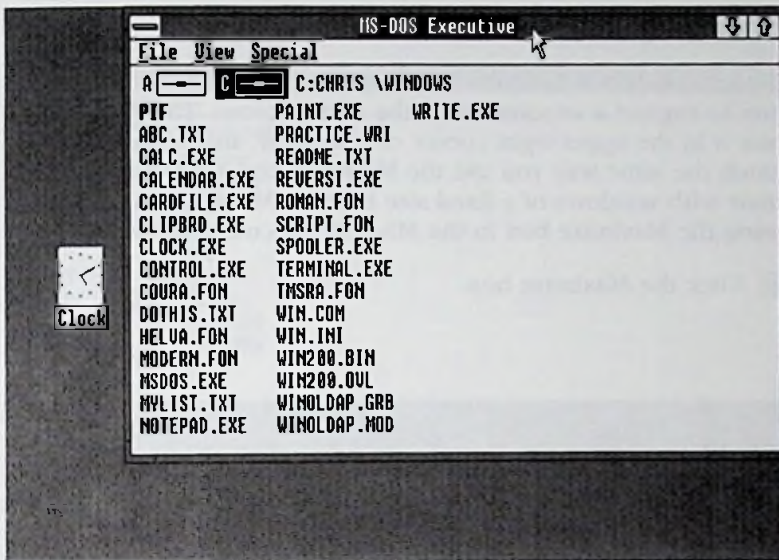 MS-DOS Executive
File View Special
A C C:CHRIS \WINDOWS
PIF PAINT.EXE WRITE.EXE
ABC.TXT PRACTICE.WRI
CALC.EXE README.TXT
CALENDAR.EXE REVERSI.EXE
CARDFILE.EXE ROMAN.FON
CLIPBRD.EXE SCRIPT.FON
CLOCK.EXE SPOOLER.EXE
CONTROL.EXE TERMINAL.EXE
COURA.FON TMSRA.FON
DOTHIS.TXT WIN.COM
HELVA.FON WIN.INI
MODERN.FON WIN200.BIN
MSDOS.EXE WIN200.OVL
MYLIST.TXT WINOLDAP.GRB
NOTEPAD.EXE WINOLDAP.MOD
Clock